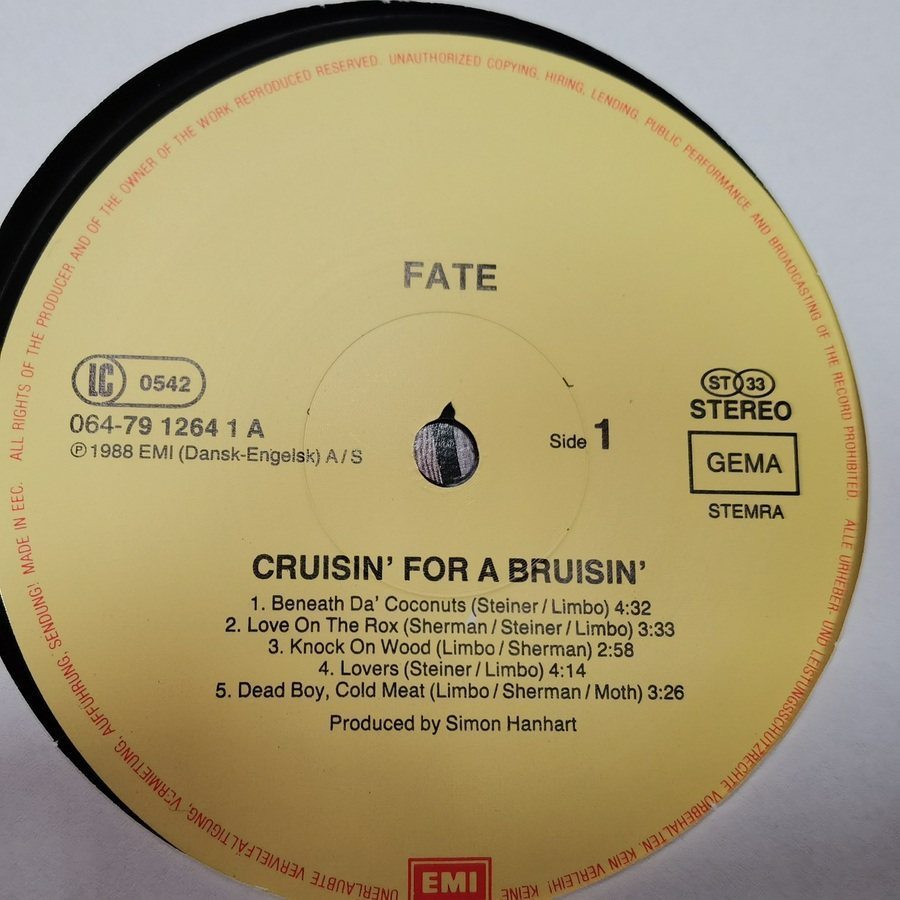 ALL RIGHTS OF THE PRODUCER AND OF THE OWNER OF THE WORK REPRODUCED RESERVED. UNAUTHORIZED COPYING, HIRING, LENDING, PUBLIC PERFORMANCE AND BROADCASTING OF THE RECORD PROHIBITED.
FATE
LC 0542
064-79 1264 1 A
℗ 1988 EMI (Dansk-Engelsk) A/S
Side 1
ST 33
STEREO
GEMA
STEMRA
CRUISIN' FOR A BRUISIN'
1. Beneath Da' Coconuts (Steiner/Limbo) 4:32
2. Love On The Rox (Sherman/Steiner/Limbo) 3:33
3. Knock On Wood (Limbo/Sherman) 2:58
4. Lovers (Steiner/Limbo) 4:14
5. Dead Boy, Cold Meat (Limbo/Sherman/Moth) 3:26
Produced by Simon Hanhart
ALLE URHEBER- UND LEISTUNGSSCHUTZRECHTE VORBEHALTEN. KEIN VERLEIH! KEINE
UNERLAUBTE VERVIELFÄLTIGUNG, VERMIETUNG, AUFFÜHRUNG, SENDUNG! MADE IN EEC.
EMI